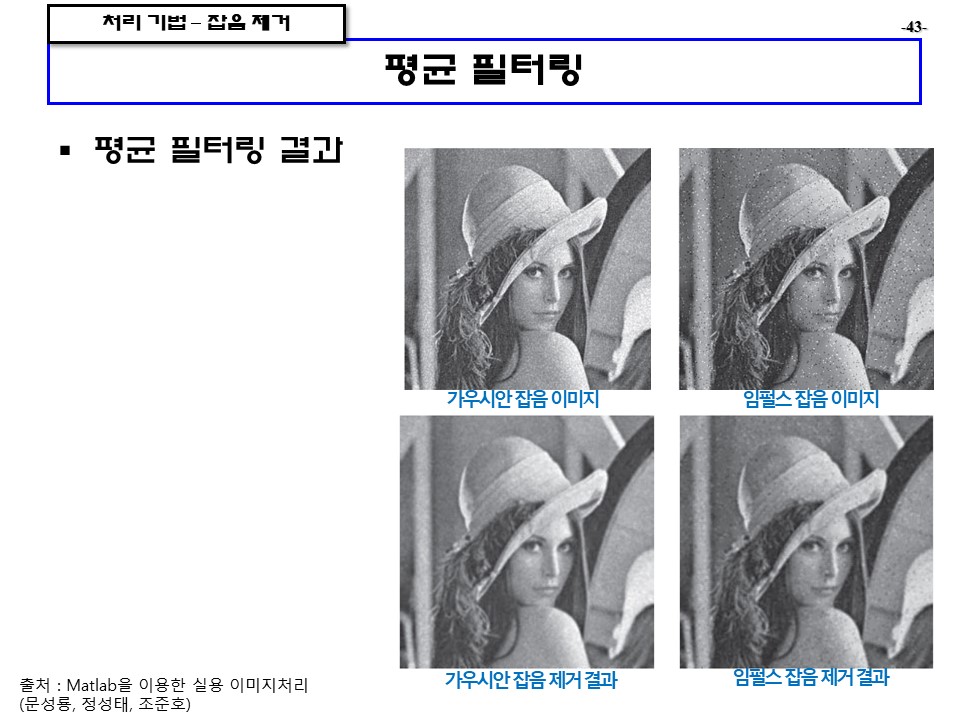 처리 기법 – 잡음 제거
-43-
평균 필터링
▪ 평균 필터링 결과
가우시안 잡음 이미지
임펄스 잡음 이미지
가우시안 잡음 제거 결과
임펄스 잡음 제거 결과
출처 : Matlab을 이용한 실용 이미지처리
(문성룡, 정성태, 조준호)